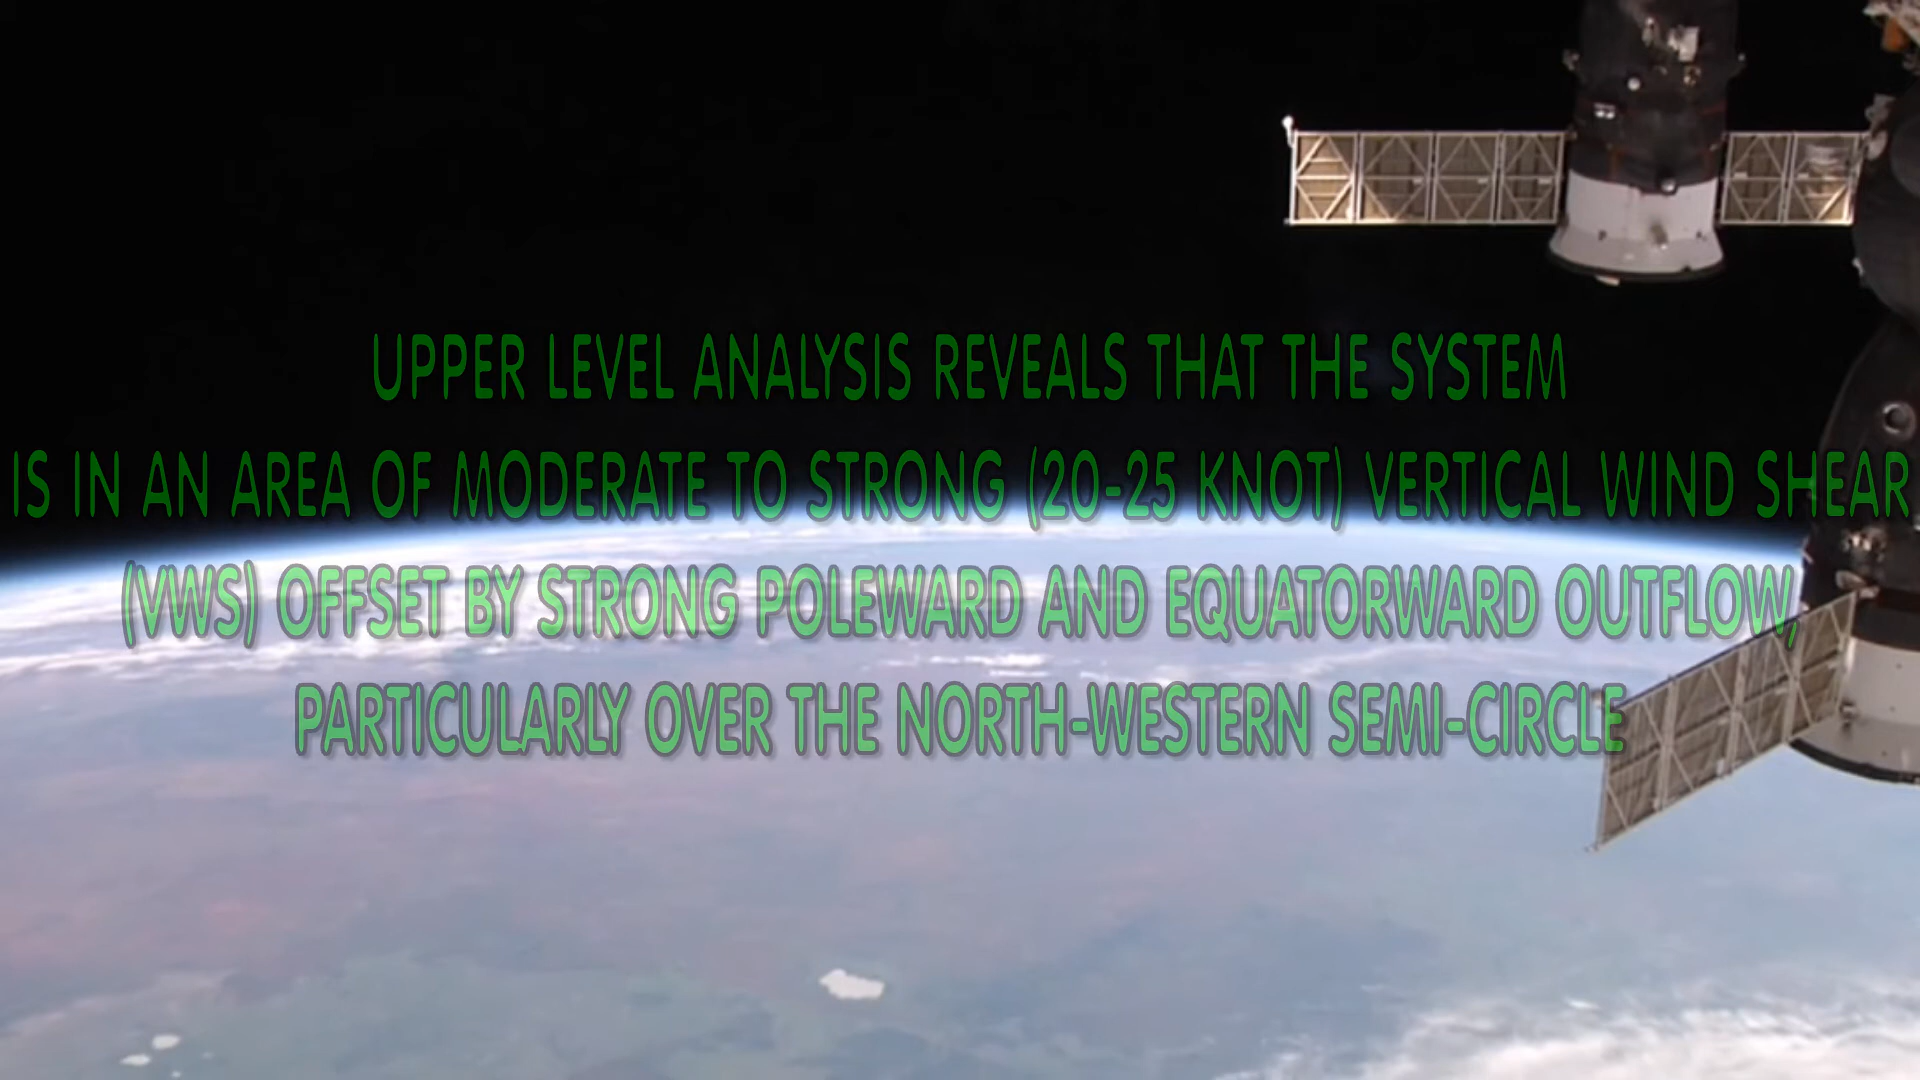 UPPER LEVEL ANALYSIS REVEALS THAT THE SYSTEM
IS IN AN AREA OF MODERATE TO STRONG (20-25 KNOT) VERTICAL WIND SHEAR
(VWS) OFFSET BY STRONG POLEWARD AND EQUATORWARD OUTFLOW,
PARTICULARLY OVER THE NORTH-WESTERN SEMI-CIRCLE